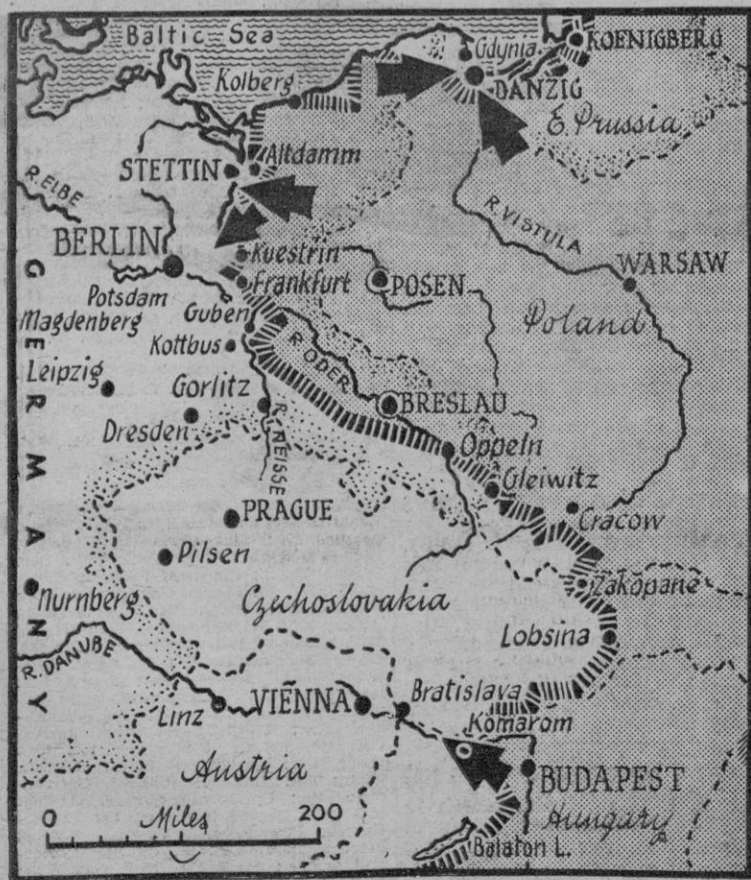 Baltic Sea
Gdynia
KOENIGBERG
Kolberg
DANZIG
E. Prussia
STETTIN
Altdamm
R. ELBE
R. VISTULA
BERLIN
Kuestrin
WARSAW
Frankfurt
POSEN
Potsdam
Magdenberg
Guben
Poland
Kottbus
R. ODER
Leipzig
Gorlitz
BRESLAU
Dresden
R. NEISSE
Oppeln
Gleiwitz
PRAGUE
Cracow
Pilsen
Zakopane
Nurnberg
Czechoslovakia
Lobsina
GERMANY
R. DANUBE
Linz
VIENNA
Bratislava
Komarom
Austria
BUDAPEST
Hungary
0 Miles 200
Balaton L.